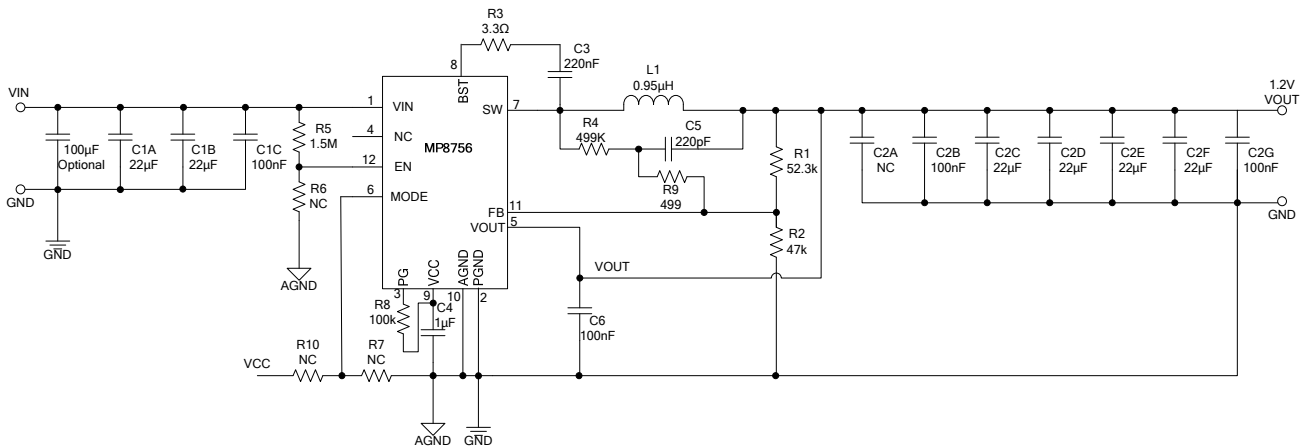 R3
3.3Ω
C3
220nF
8
BST
L1
0.95µH
VIN
1.2V
VOUT
1
VIN
SW
7
4
NC
MP8756
12
EN
6
MODE
FB
11
VOUT
5
100µF
Optional
C1A
22µF
C1B
22µF
C1C
100nF
R5
1.5M
R6
NC
R4
499K
C5
220pF
R9
499
R1
52.3k
R2
47k
C2A
NC
C2B
100nF
C2C
22µF
C2D
22µF
C2E
22µF
C2F
22µF
C2G
100nF
GND
GND
GND
AGND
PG
VCC
AGND
PGND
3
9
10
2
R8
100k
C4
1µF
VOUT
C6
100nF
VCC
R10
NC
R7
NC
AGND
GND